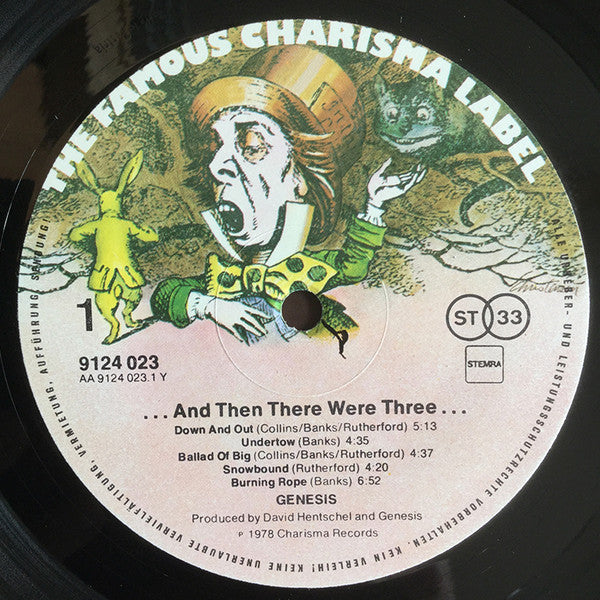 THE FAMOUS CHARISMA LABEL
1
9124 023
AA 9124 023.1 Y
ST 33
STEMRA
...And Then There Were Three...
Down And Out (Collins/Banks/Rutherford) 5:13
Undertow (Banks) 4:35
Ballad Of Big (Collins/Banks/Rutherford) 4:37
Snowbound (Rutherford) 4:20
Burning Rope (Banks) 6:52
GENESIS
Produced by David Hentschel and Genesis
℗ 1978 Charisma Records
ALLE URHEBER- UND LEISTUNGSSCHUTZRECHTE VORBEHALTEN. KEIN VERLEIH! KEINE UNERLAUBTE VERVIELFÄLTIGUNG, VERMIETUNG, AUFFÜHRUNG, SENDUNG!